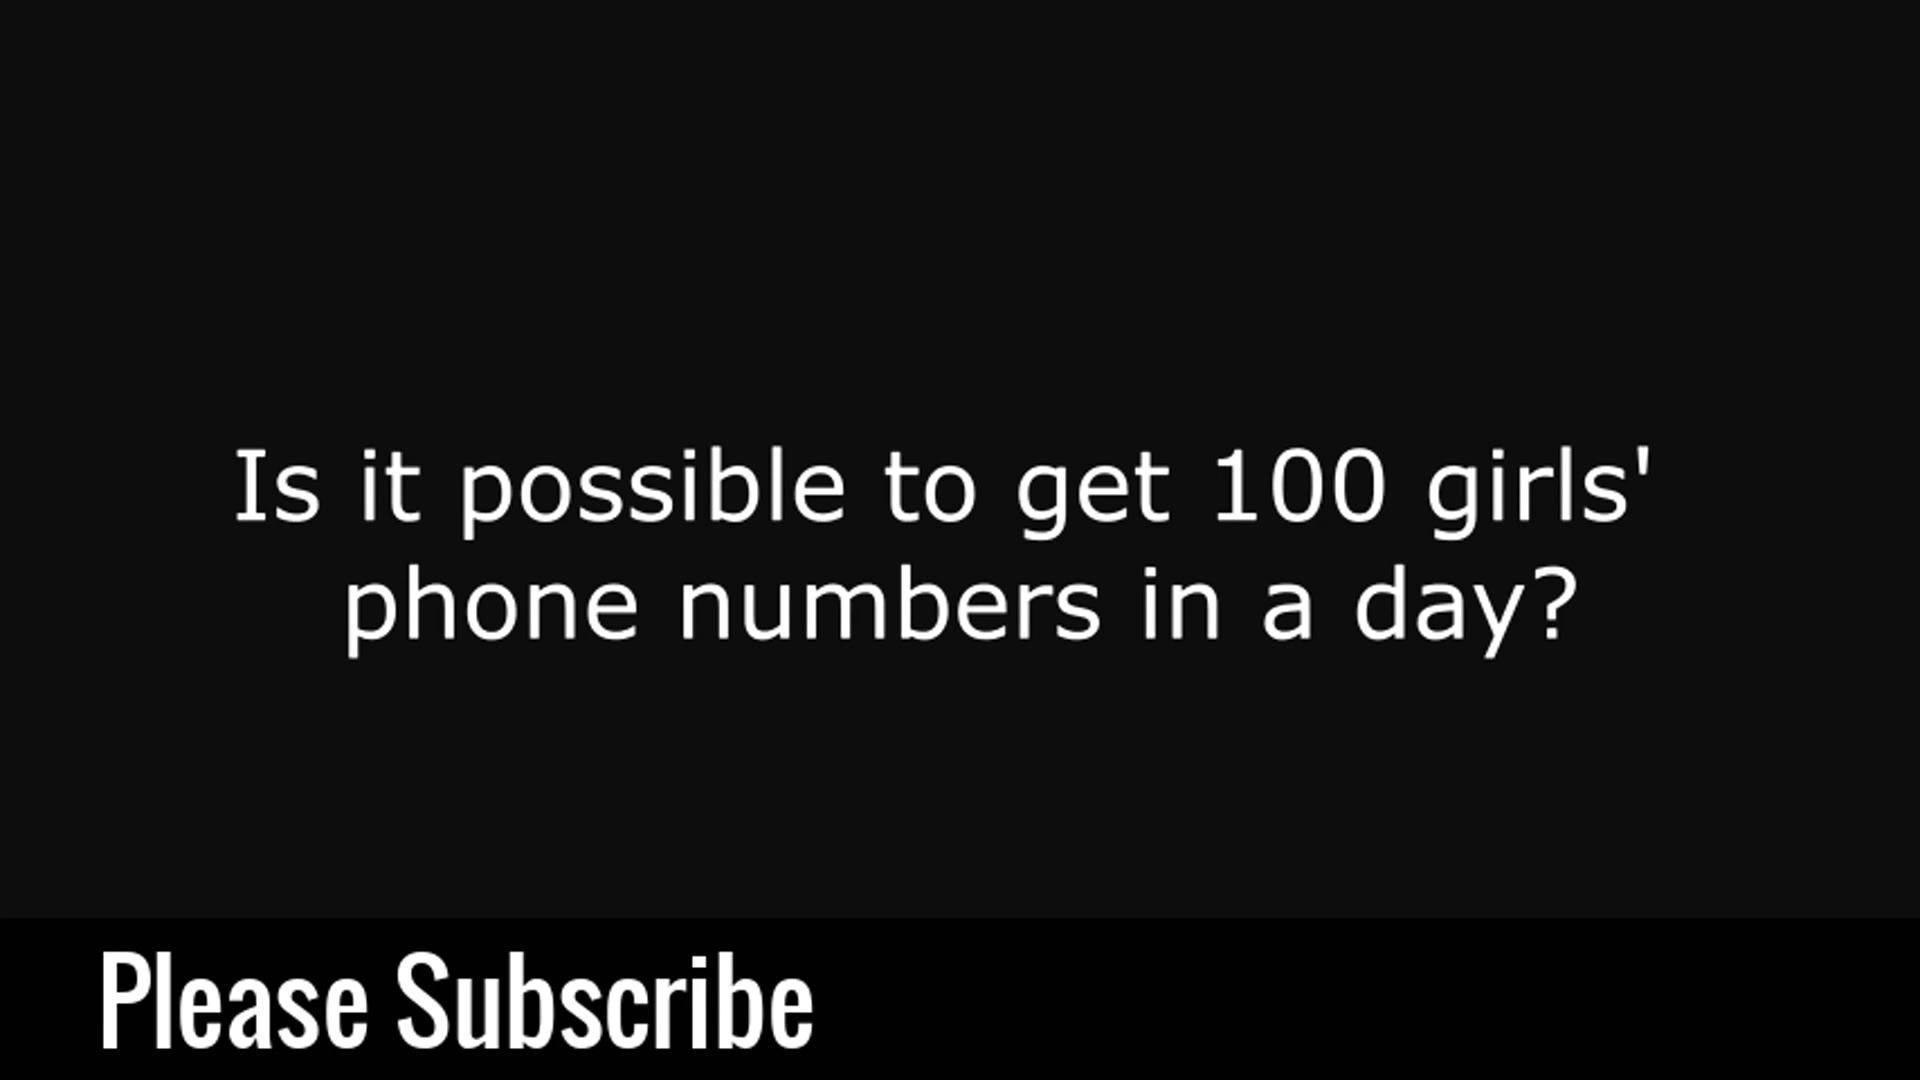 Is it possible to get 100 girls'
phone numbers in a day?
Please Subscribe